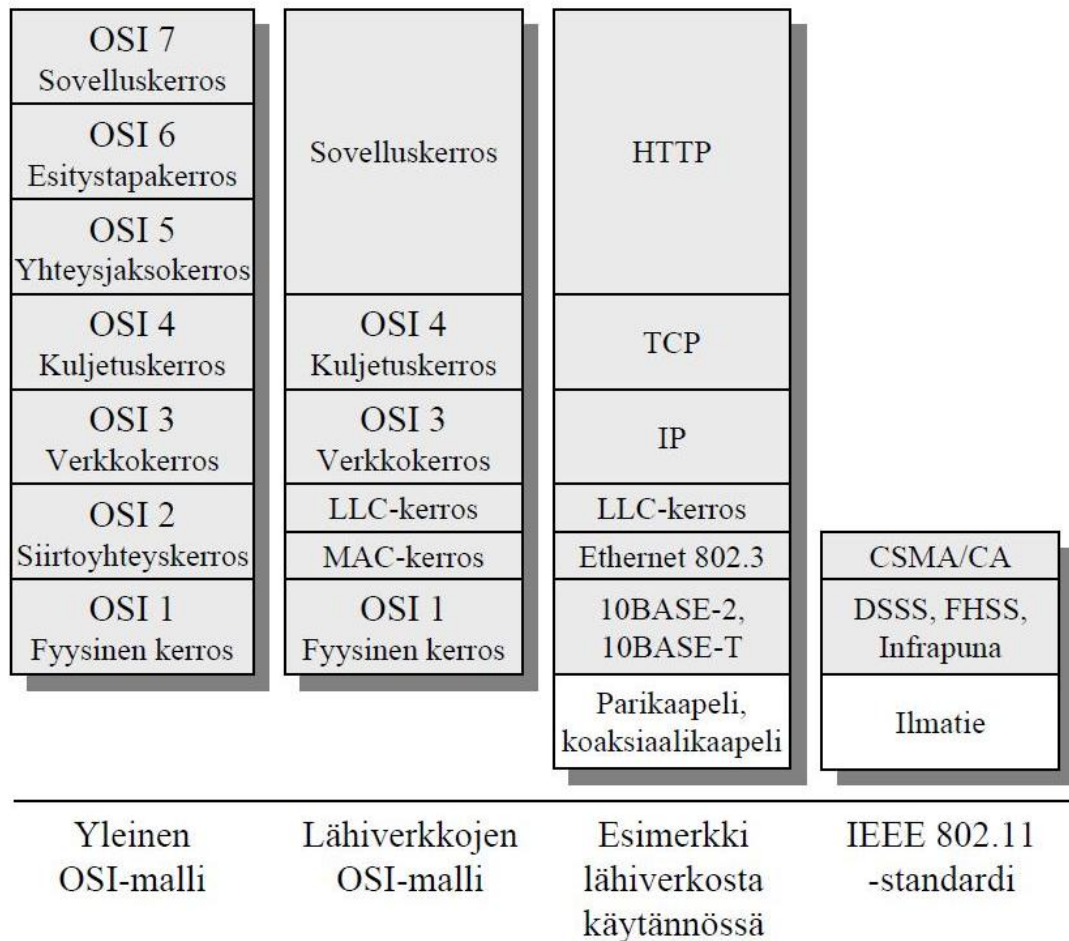 OSI 7
Sovelluskerros
OSI 6
Esitystapakerros
OSI 5
Yhteysjaksokerros
OSI 4
Kuljetuskerros
OSI 3
Verkkokerros
OSI 2
Siirtoyhteyskerros
OSI 1
Fyysinen kerros
Yleinen
OSI-malli
Sovelluskerros
OSI 4
Kuljetuskerros
OSI 3
Verkkokerros
LLC-kerros
MAC-kerros
OSI 1
Fyysinen kerros
Lähiverkkojen
OSI-malli
HTTP
TCP
IP
LLC-kerros
Ethernet 802.3
10BASE-2,
10BASE-T
Parikaapeli,
koaksiaalikaapeli
Esimerkki
lähiverkosta
käytännössä
CSMA/CA
DSSS, FHSS,
Infrapuna
Ilmatie
IEEE 802.11
-standardi